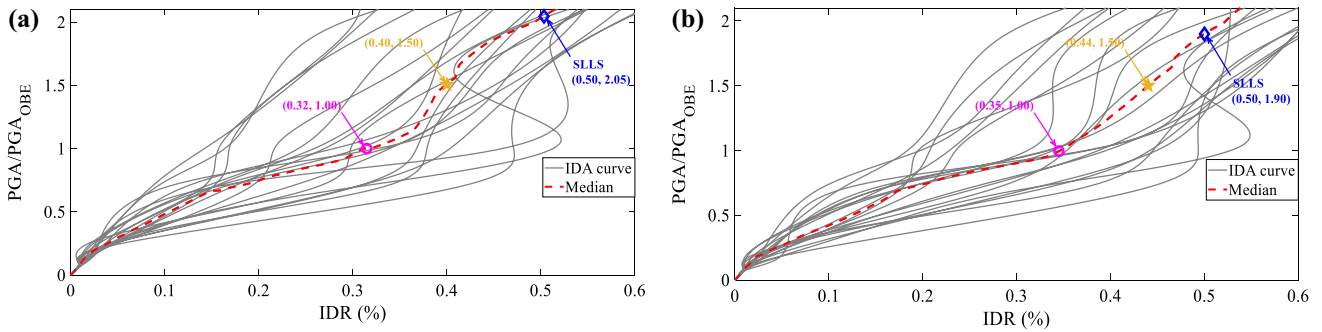 (a)
PGA/PGA_OBE
2
1.5
1
0.5
0
0
0.1
0.2
0.3
0.4
0.5
0.6
IDR (%)
(0.40, 1.50)
(0.32, 1.00)
SLLS
(0.50, 2.05)
IDA curve
Median
(b)
PGA/PGA_OBE
2
1.5
1
0.5
0
0
0.1
0.2
0.3
0.4
0.5
0.6
IDR (%)
(0.44, 1.50)
(0.35, 1.00)
SLLS
(0.50, 1.90)
IDA curve
Median